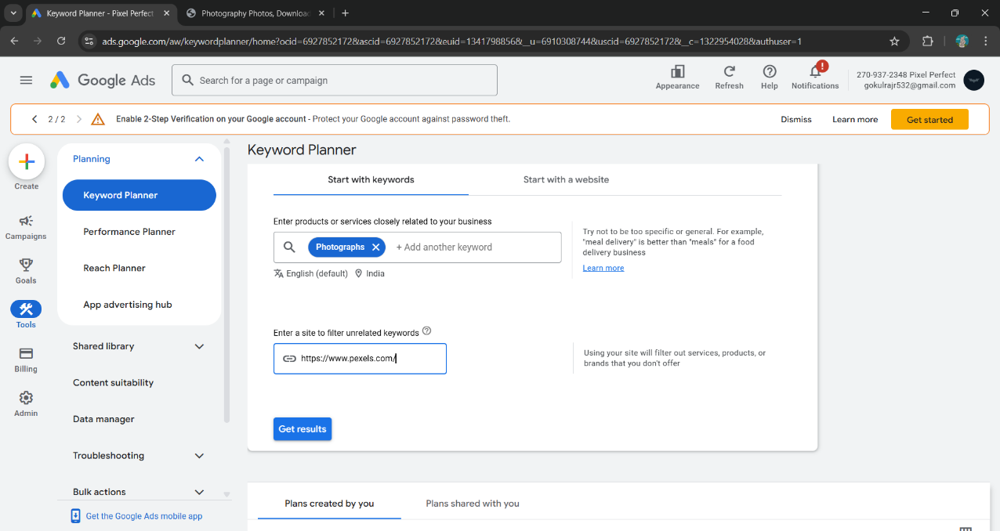 Keyword Planner - Pixel Perfect
Photography Photos, Download
ads.google.com/aw/keywordplanner/home?ocid=6927852172&ascid=6927852172&euid=1341798856&__u=6910308744&uscid=6927852172&__c=1322954028&authuser=1
Google Ads
Search for a page or campaign
Appearance
Refresh
Help
Notifications
270-937-2348 Pixel Perfect
gokulrajr532@gmail.com
2 / 2
Enable 2-Step Verification on your Google account - Protect your Google account against password theft.
Dismiss
Learn more
Get started
Create
Campaigns
Goals
Tools
Billing
Admin
Planning
Keyword Planner
Performance Planner
Reach Planner
App advertising hub
Shared library
Content suitability
Data manager
Troubleshooting
Bulk actions
Get the Google Ads mobile app
Keyword Planner
Start with keywords
Start with a website
Enter products or services closely related to your business
Photographs
+ Add another keyword
English (default)
India
Try not to be too specific or general. For example,
"meal delivery" is better than "meals" for a food
delivery business
Learn more
Enter a site to filter unrelated keywords
https://www.pexels.com/
Using your site will filter out services, products, or
brands that you don't offer
Get results
Plans created by you
Plans shared with you